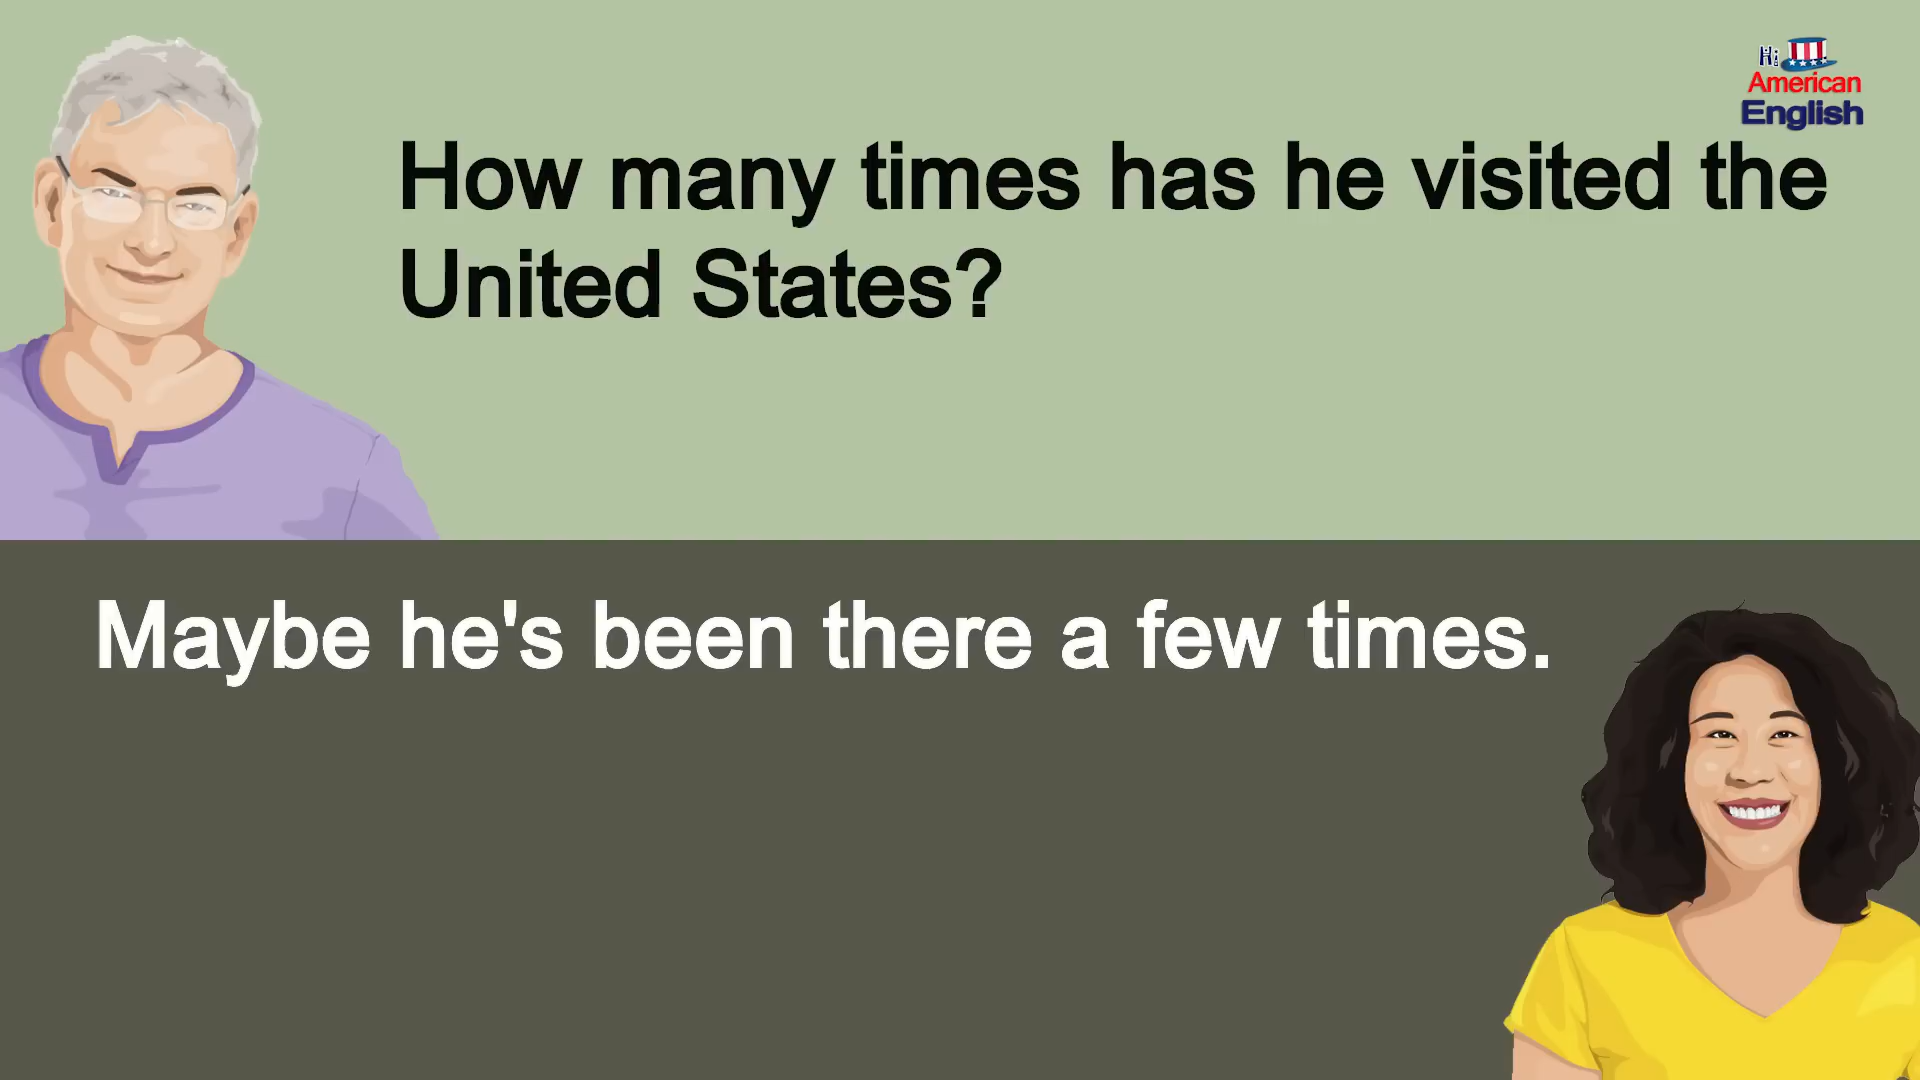 Hi
American
English
How many times has he visited the
United States?
Maybe he's been there a few times.